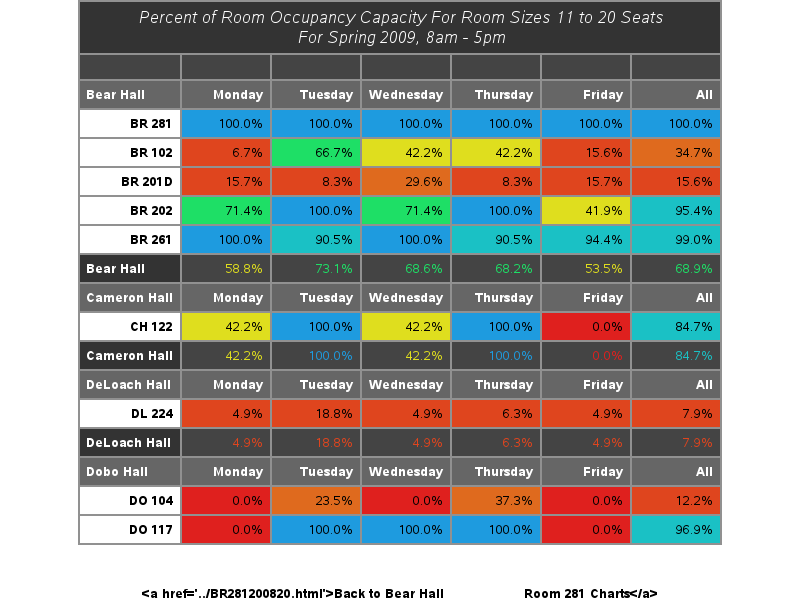 Percent of Room Occupancy Capacity For Room Sizes 11 to 20 Seats
For Spring 2009, 8am - 5pm
Bear Hall Monday Tuesday Wednesday Thursday Friday All
BR 281 100.0% 100.0% 100.0% 100.0% 100.0% 100.0%
BR 102 6.7% 66.7% 42.2% 42.2% 15.6% 34.7%
BR 201D 15.7% 8.3% 29.6% 8.3% 15.7% 15.6%
BR 202 71.4% 100.0% 71.4% 100.0% 41.9% 95.4%
BR 261 100.0% 90.5% 100.0% 90.5% 94.4% 99.0%
Bear Hall 58.8% 73.1% 68.6% 68.2% 53.5% 68.9%
Cameron Hall Monday Tuesday Wednesday Thursday Friday All
CH 122 42.2% 100.0% 42.2% 100.0% 0.0% 84.7%
Cameron Hall 42.2% 100.0% 42.2% 100.0% 0.0% 84.7%
DeLoach Hall Monday Tuesday Wednesday Thursday Friday All
DL 224 4.9% 18.8% 4.9% 6.3% 4.9% 7.9%
DeLoach Hall 4.9% 18.8% 4.9% 6.3% 4.9% 7.9%
Dobo Hall Monday Tuesday Wednesday Thursday Friday All
DO 104 0.0% 23.5% 0.0% 37.3% 0.0% 12.2%
DO 117 0.0% 100.0% 100.0% 100.0% 0.0% 96.9%
<a href='../BR281200820.html'>Back to Bear Hall Room 281 Charts</a>